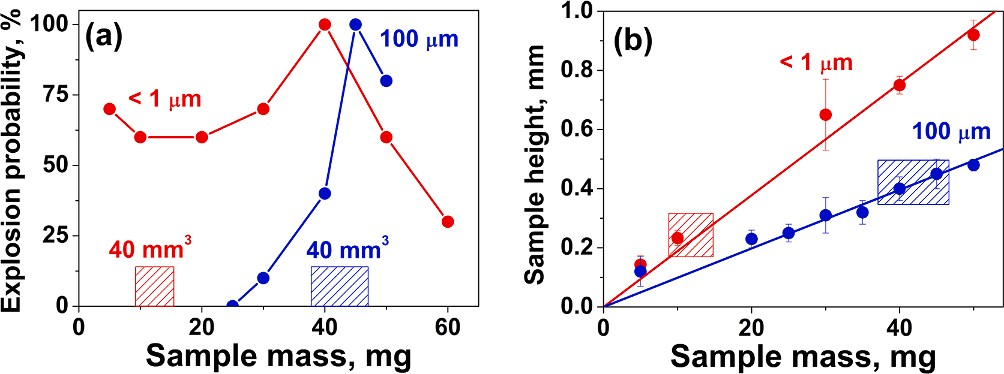 (a)
Explosion probability, %
100
75
50
25
0
< 1 μm
100 μm
40 mm³
40 mm³
0
20
40
60
Sample mass, mg
(b)
Sample height, mm
1.0
0.8
0.6
0.4
0.2
0.0
< 1 μm
100 μm
0
20
40
Sample mass, mg